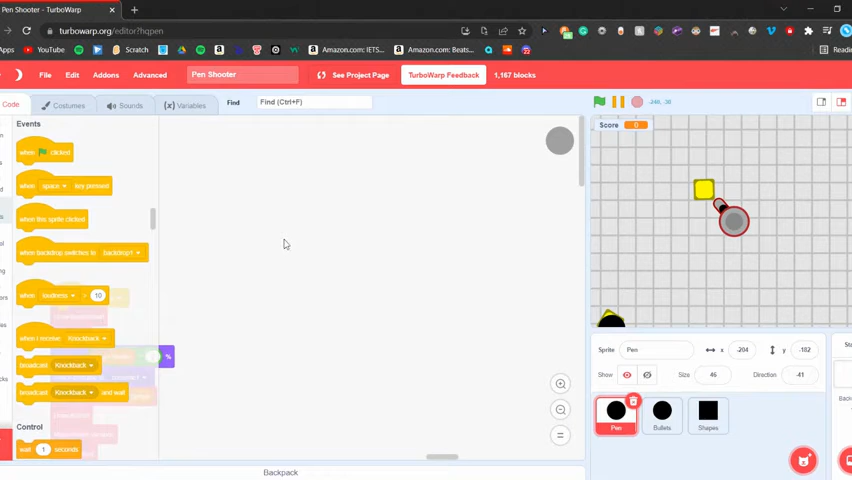 Pen Shooter
turbowarp.org/editor?hqpen
Apps YouTube Scratch Amazon.com: IETS... Amazon.com: Beats... Reading
File Edit Addons Advanced Pen Shooter See Project Page TurboWarp Feedback 1,167 blocks
Code Costumes Sounds (x) Variables Find Find (Ctrl+F)
Events
when clicked
when space key pressed
when this sprite clicked
when backdrop switches to backdrop1
when loudness > 10
when I receive Knockback
broadcast Knockback
broadcast Knockback and wait
Control
wait 1 seconds
%
Score 0
Sprite Pen x -204 y -182
Show Size 46 Direction -41
Pen Bullets Shapes
Backpack